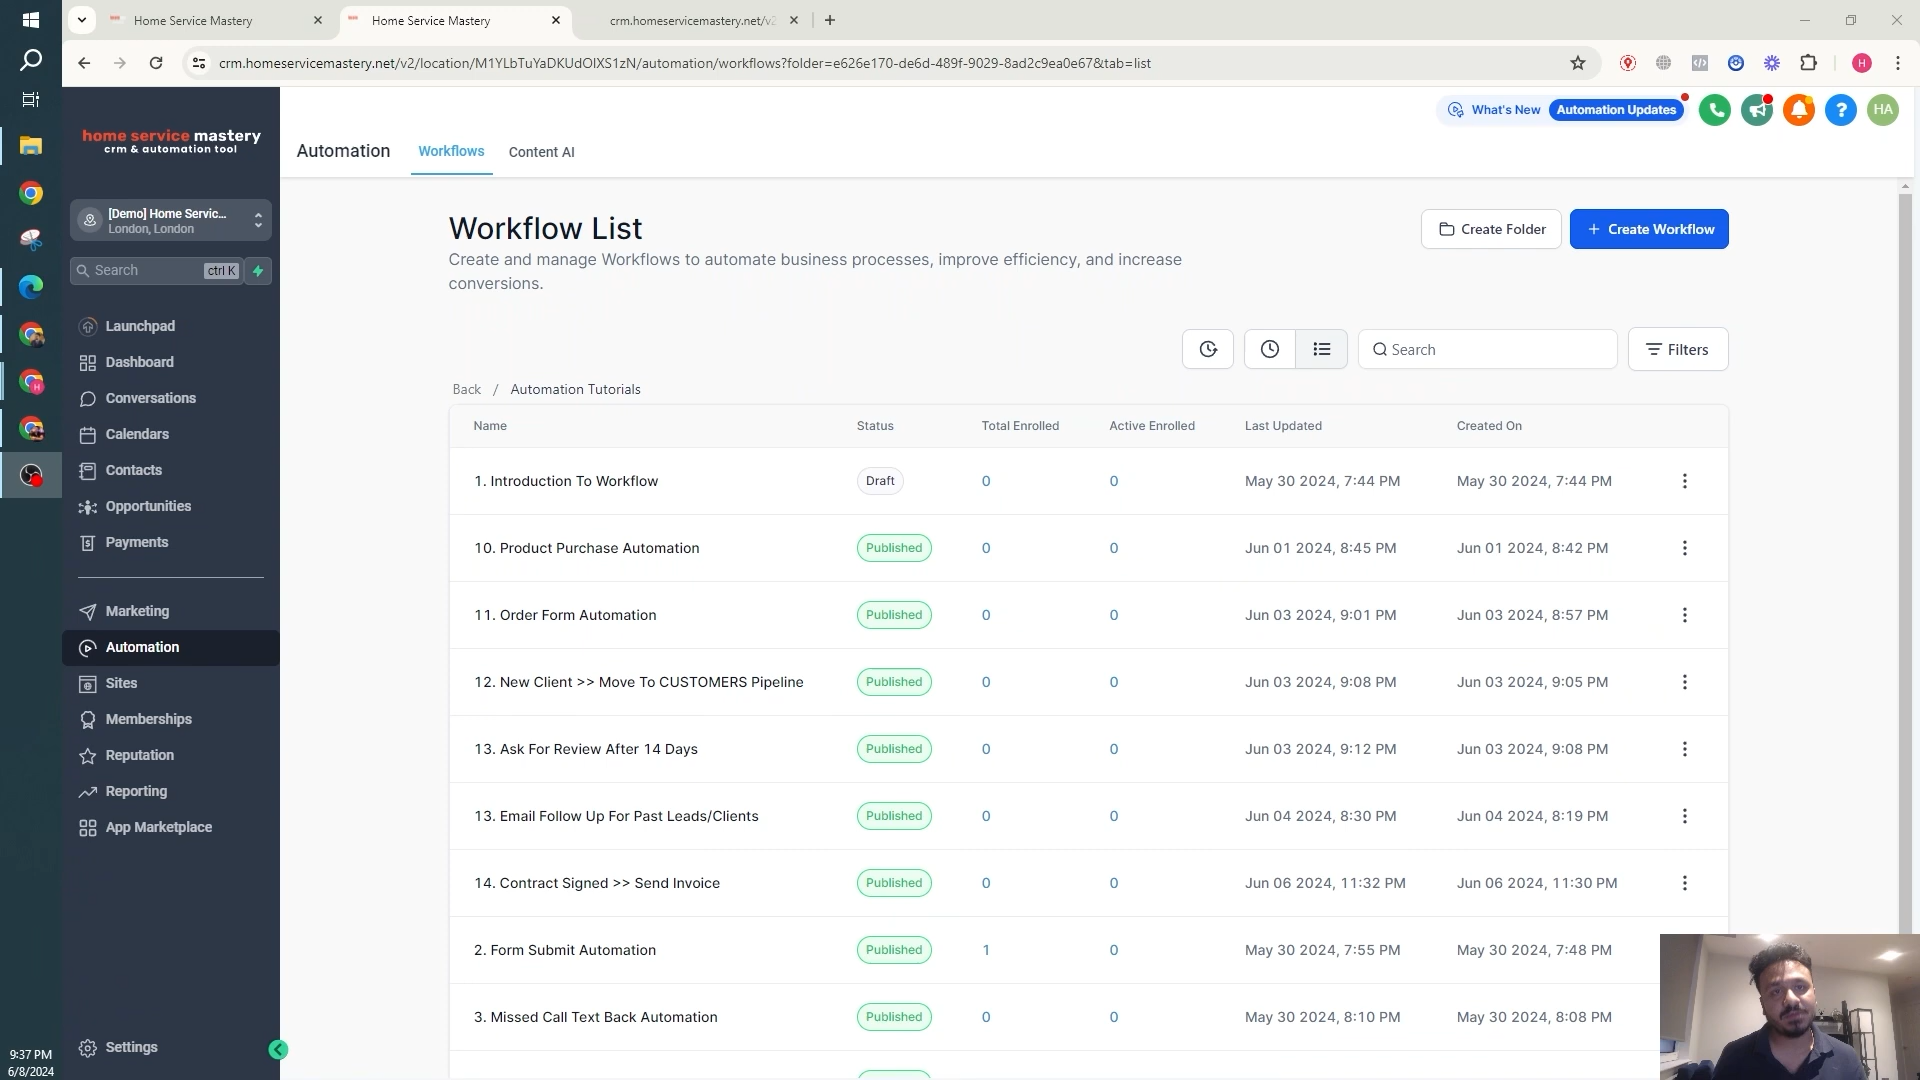 Home Service Mastery
Home Service Mastery
crm.homeservicemastery.net/v2
crm.homeservicemastery.net/v2/location/M1YLbTuYaDKUdOIXS1zN/automation/workflows?folder=e626e170-de6d-489f-9029-8ad2c9ea0e67&tab=list
H
home service mastery
crm & automation tool
What's New
Automation Updates
HA
Automation
Workflows
Content AI
[Demo] Home Servic...
London, London
Search
ctrl K
Launchpad
Dashboard
Conversations
Calendars
Contacts
Opportunities
Payments
Marketing
Automation
Sites
Memberships
Reputation
Reporting
App Marketplace
Settings
Workflow List
Create and manage Workflows to automate business processes, improve efficiency, and increase
conversions.
Create Folder
+ Create Workflow
Search
Filters
Back / Automation Tutorials
Name Status Total Enrolled Active Enrolled Last Updated Created On
1. Introduction To Workflow Draft 0 0 May 30 2024, 7:44 PM May 30 2024, 7:44 PM
10. Product Purchase Automation Published 0 0 Jun 01 2024, 8:45 PM Jun 01 2024, 8:42 PM
11. Order Form Automation Published 0 0 Jun 03 2024, 9:01 PM Jun 03 2024, 8:57 PM
12. New Client >> Move To CUSTOMERS Pipeline Published 0 0 Jun 03 2024, 9:08 PM Jun 03 2024, 9:05 PM
13. Ask For Review After 14 Days Published 0 0 Jun 03 2024, 9:12 PM Jun 03 2024, 9:08 PM
13. Email Follow Up For Past Leads/Clients Published 0 0 Jun 04 2024, 8:30 PM Jun 04 2024, 8:19 PM
14. Contract Signed >> Send Invoice Published 0 0 Jun 06 2024, 11:32 PM Jun 06 2024, 11:30 PM
2. Form Submit Automation Published 1 0 May 30 2024, 7:55 PM May 30 2024, 7:48 PM
3. Missed Call Text Back Automation Published 0 0 May 30 2024, 8:10 PM May 30 2024, 8:08 PM
9:37 PM
6/8/2024